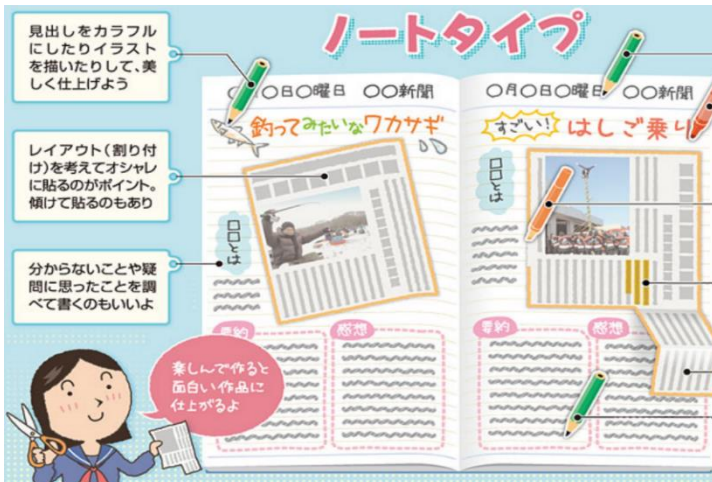 ノートタイプ
見出しをカラフル
にしたりイラスト
を描いたりして、美
しく仕上げよう
レイアウト(割り付
け)を考えてオシャレ
に貼るのがポイント。
傾けて貼るのもあり
分からないことや疑
問に思ったことを調
べて書くのもいいよ
楽しんで作ると
面白い作品に
仕上がるよ
○日○曜日 ○○新聞
釣ってみたいなワカサギ
□□とは
要約
感想
○月○日○曜日 ○○新聞
すごい!はしご乗り
□□とは
要約
感想